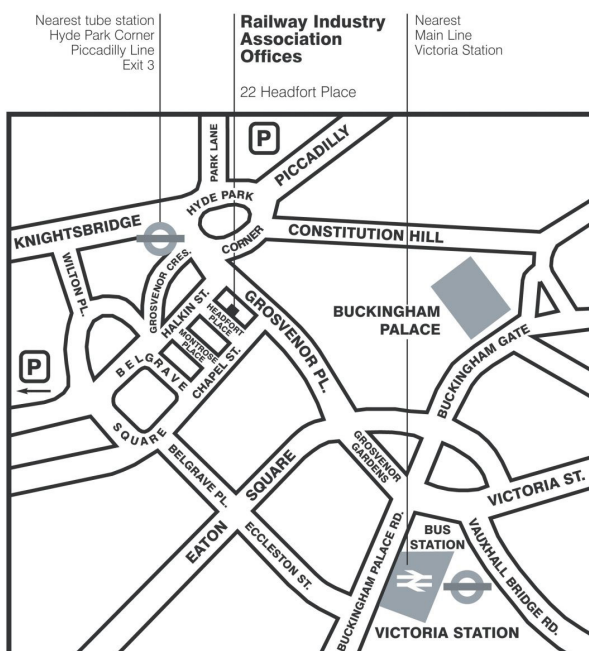 Nearest tube station
Hyde Park Corner
Piccadilly Line
Exit 3
Railway Industry
Association
Offices
22 Headfort Place
Nearest
Main Line
Victoria Station
P
PARK LANE
PICCADILLY
HYDE PARK
CORNER
KNIGHTSBRIDGE
CONSTITUTION HILL
WILTON PL.
GROSVENOR CRES.
HALKIN ST.
HEADFORT
PLACE
MONTROSE
PLACE
CHAPEL ST.
GROSVENOR PL.
BUCKINGHAM
PALACE
BUCKINGHAM GATE
P
BELGRAVE
SQUARE
BELGRAVE PL.
EATON
SQUARE
GROSVENOR
GARDENS
ECCLESTON ST.
BUCKINGHAM PALACE RD.
VICTORIA ST.
BUS
STATION
VAUXHALL BRIDGE RD.
VICTORIA STATION